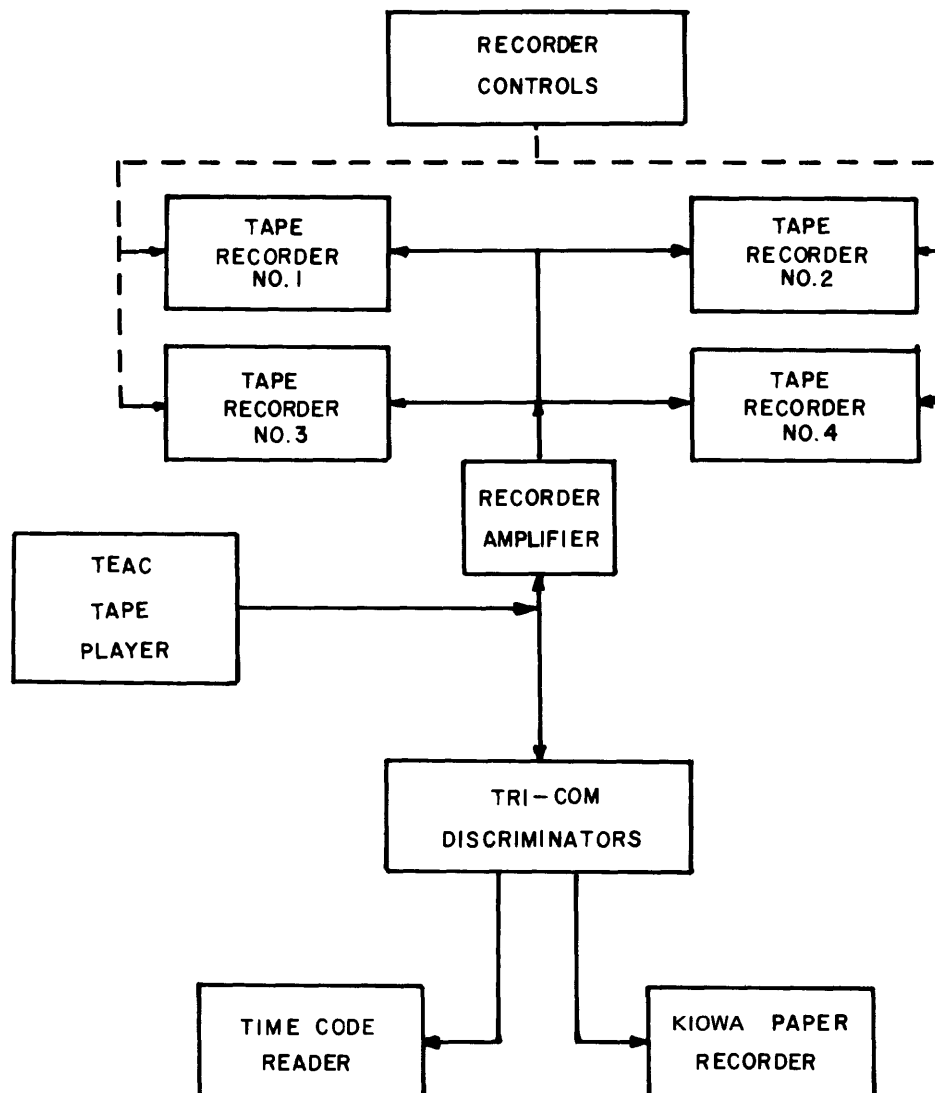 RECORDER
CONTROLS
TAPE
RECORDER
NO. 1
TAPE
RECORDER
NO. 2
TAPE
RECORDER
NO. 3
TAPE
RECORDER
NO. 4
RECORDER
AMPLIFIER
TEAC
TAPE
PLAYER
TRI-COM
DISCRIMINATORS
TIME CODE
READER
KIOWA PAPER
RECORDER